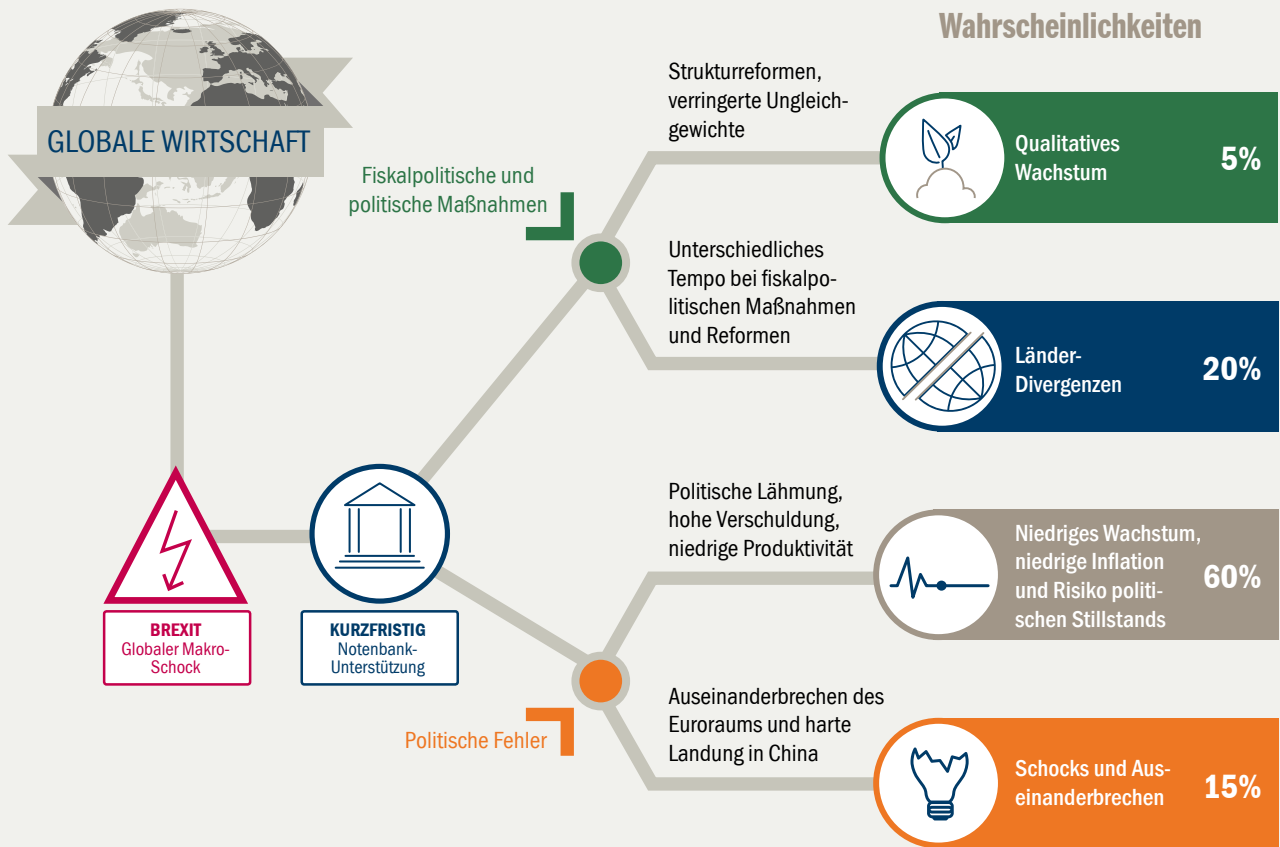 Wahrscheinlichkeiten
GLOBALE WIRTSCHAFT
Fiskalpolitische und
politische Maßnahmen
Strukturreformen,
verringerte Ungleich-
gewichte
Qualitatives
Wachstum
5%
Unterschiedliches
Tempo bei fiskalpo-
litischen Maßnahmen
und Reformen
Länder-
Divergenzen
20%
BREXIT
Globaler Makro-
Schock
KURZFRISTIG
Notenbank-
Unterstützung
Politische Fehler
Politische Lähmung,
hohe Verschuldung,
niedrige Produktivität
Niedriges Wachstum,
niedrige Inflation
und Risiko politi-
schen Stillstands
60%
Auseinanderbrechen des
Euroraums und harte
Landung in China
Schocks und Aus-
einanderbrechen
15%